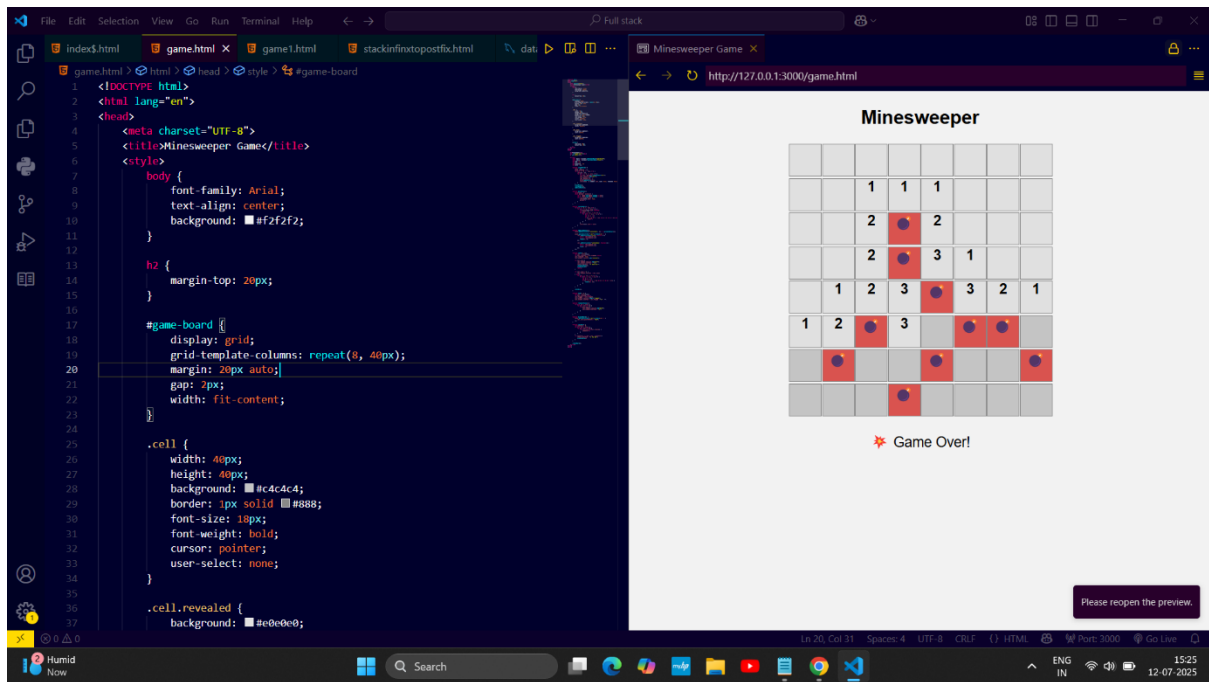 File Edit Selection View Go Run Terminal Help
Full stack
index$.html game.html game1.html stackinfinxtopostfix.html
game.html > html > head > style > #game-board
1 <!DOCTYPE html>
2 <html lang="en">
3 <head>
4 <meta charset="UTF-8">
5 <title>Minesweeper Game</title>
6 <style>
7 body {
8 font-family: Arial;
9 text-align: center;
10 background: #f2f2f2;
11 }
12
13 h2 {
14 margin-top: 20px;
15 }
16
17 #game-board {
18 display: grid;
19 grid-template-columns: repeat(8, 40px);
20 margin: 20px auto;
21 gap: 2px;
22 width: fit-content;
23 }
24
25 .cell {
26 width: 40px;
27 height: 40px;
28 background: #c4c4c4;
29 border: 1px solid #888;
30 font-size: 18px;
31 font-weight: bold;
32 cursor: pointer;
33 user-select: none;
34 }
35
36 .cell.revealed {
37 background: #e0e0e0;
Minesweeper Game
http://127.0.0.1:3000/game.html
Minesweeper
1 1 1
2 2
2 3 1
1 2 3 3 2 1
1 2 3
Game Over!
Please reopen the preview.
0 0
Ln 20, Col 31 Spaces: 4 UTF-8 CRLF {} HTML Port: 3000 Go Live
2 Humid
Now
Search
ENG
IN
15:25
12-07-2025